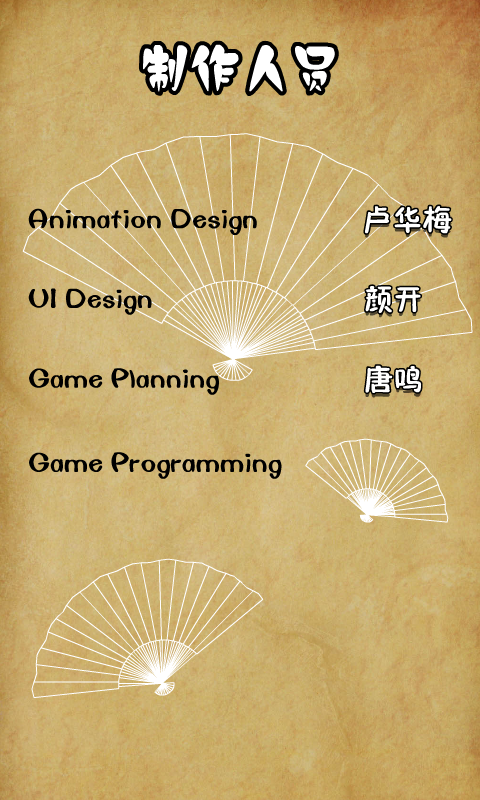 制作人员
Animation Design 卢华梅
UI Design 颜开
Game Planning 唐鸣
Game Programming